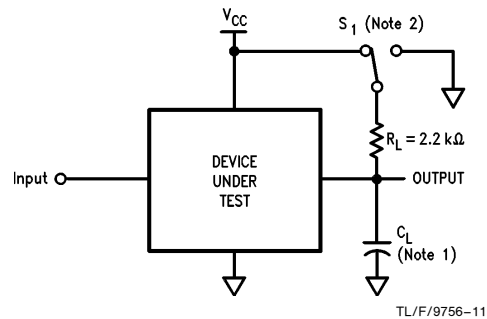 VCC
S1 (Note 2)
RL = 2.2 kΩ
DEVICE
UNDER
TEST
Input
OUTPUT
CL
(Note 1)
TL/F/9756–11